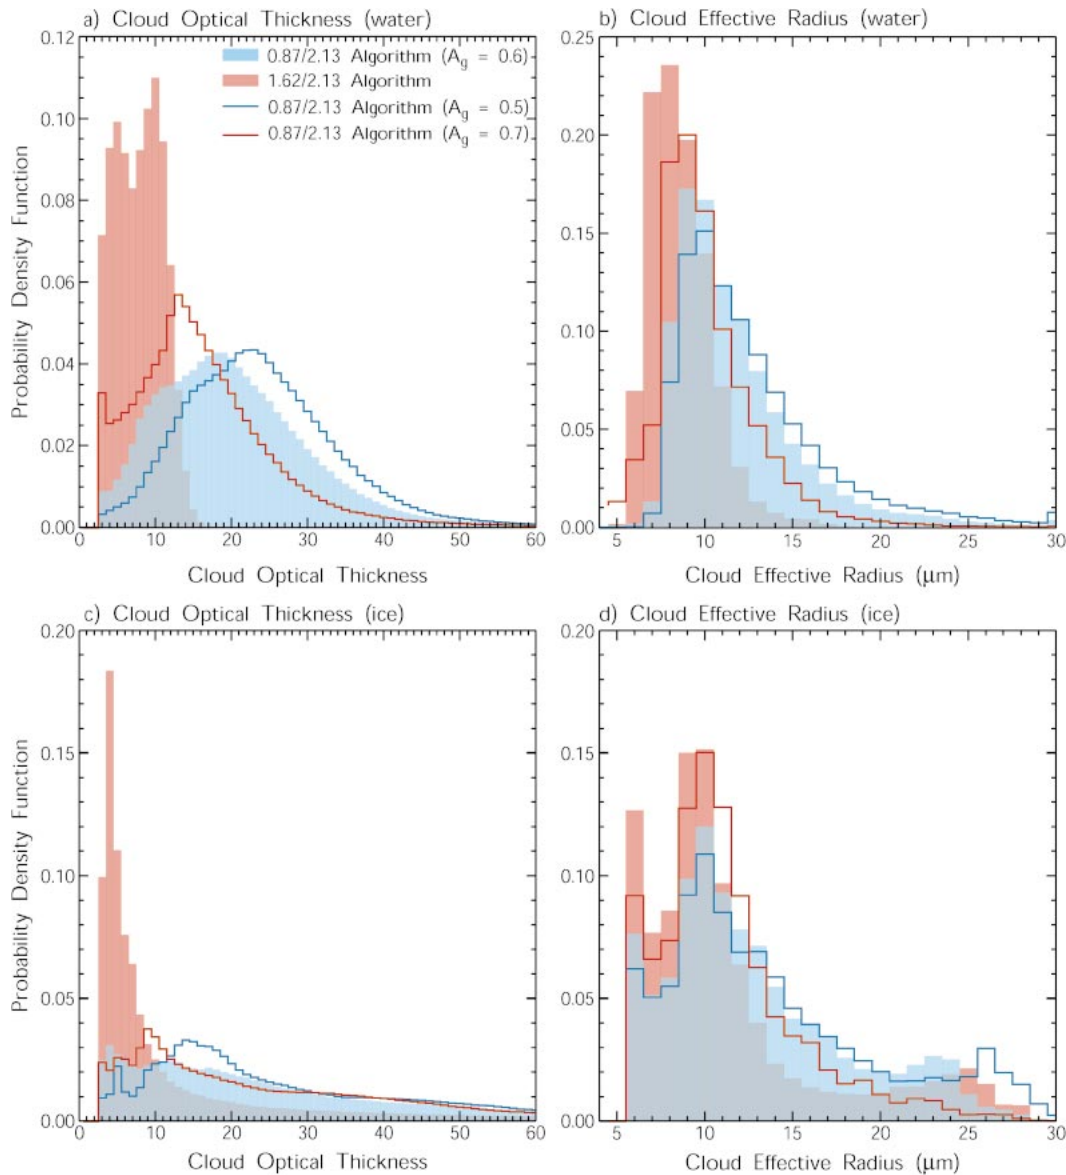 a) Cloud Optical Thickness (water)
0.12
0.10
0.08
0.06
0.04
0.02
0.00
Probability Density Function
0.87/2.13 Algorithm (A_g = 0.6)
1.62/2.13 Algorithm
0.87/2.13 Algorithm (A_g = 0.5)
0.87/2.13 Algorithm (A_g = 0.7)
0 10 20 30 40 50 60
Cloud Optical Thickness
b) Cloud Effective Radius (water)
0.25
0.20
0.15
0.10
0.05
0.00
5 10 15 20 25 30
Cloud Effective Radius (μm)
c) Cloud Optical Thickness (ice)
0.20
0.15
0.10
0.05
0.00
Probability Density Function
0 10 20 30 40 50 60
Cloud Optical Thickness
d) Cloud Effective Radius (ice)
0.20
0.15
0.10
0.05
0.00
5 10 15 20 25 30
Cloud Effective Radius (μm)